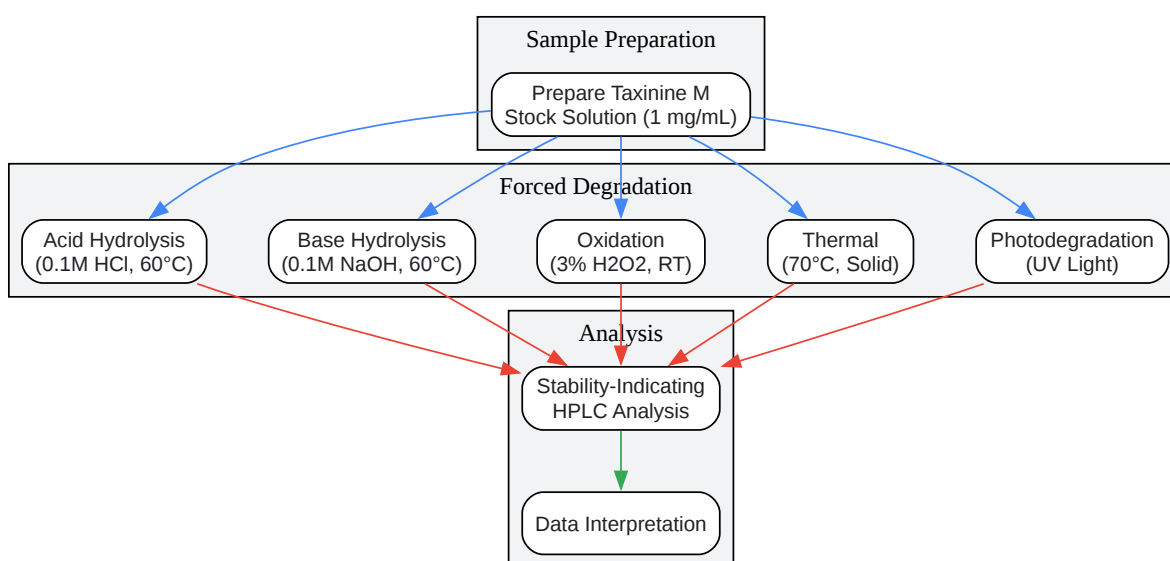 Sample Preparation
Prepare Taxinine M
Stock Solution (1 mg/mL)
Forced Degradation
Acid Hydrolysis
(0.1M HCl, 60°C)
Base Hydrolysis
(0.1M NaOH, 60°C)
Oxidation
(3% H2O2, RT)
Thermal
(70°C, Solid)
Photodegradation
(UV Light)
Analysis
Stability-Indicating
HPLC Analysis
Data Interpretation